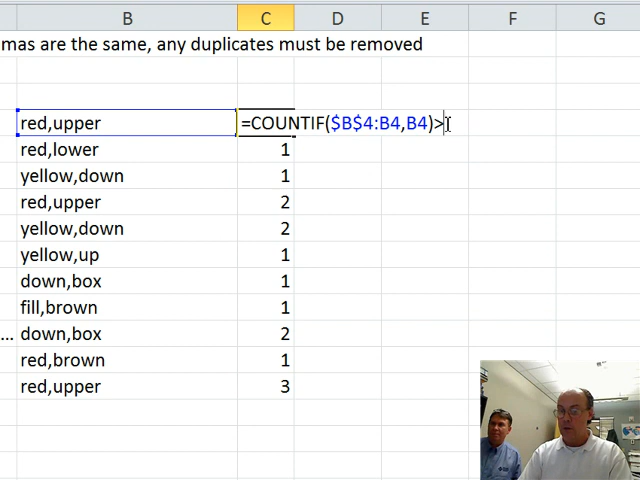 B C D E F G
mas are the same, any duplicates must be removed
red,upper =COUNTIF($B$4:B4,B4)>
red,lower 1
yellow,down 1
red,upper 2
yellow,down 2
yellow,up 1
down,box 1
fill,brown 1
... down,box 2
red,brown 1
red,upper 3